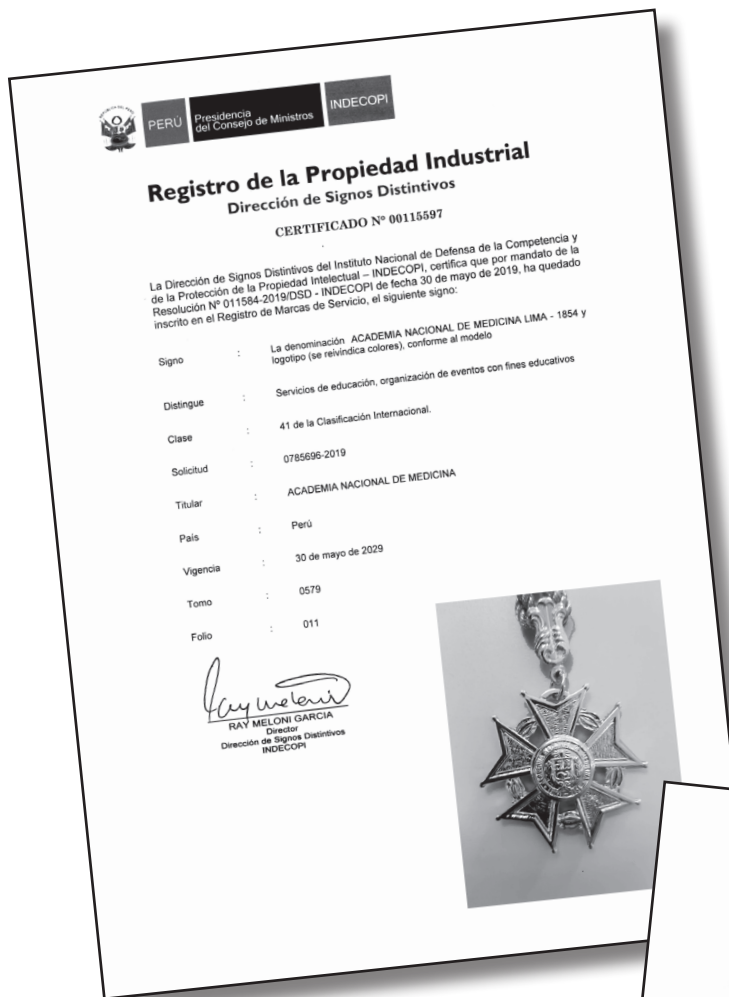 PERÚ
Presidencia
del Consejo de Ministros
INDECOPI
Registro de la Propiedad Industrial
Dirección de Signos Distintivos
CERTIFICADO Nº 00115597
La Dirección de Signos Distintivos del Instituto Nacional de Defensa de la Competencia y
de la Protección de la Propiedad Intelectual – INDECOPI, certifica que por mandato de la
Resolución Nº 011584-2019/DSD - INDECOPI de fecha 30 de mayo de 2019, ha quedado
inscrito en el Registro de Marcas de Servicio, el siguiente signo:
Signo : La denominación ACADEMIA NACIONAL DE MEDICINA LIMA - 1854 y
logotipo (se reivindica colores), conforme al modelo
Distingue : Servicios de educación, organización de eventos con fines educativos
Clase : 41 de la Clasificación Internacional.
Solicitud : 0785696-2019
Titular : ACADEMIA NACIONAL DE MEDICINA
País : Perú
Vigencia : 30 de mayo de 2029
Tomo : 0579
Folio : 011
RAY MELONI GARCIA
Director
Dirección de Signos Distintivos
INDECOPI